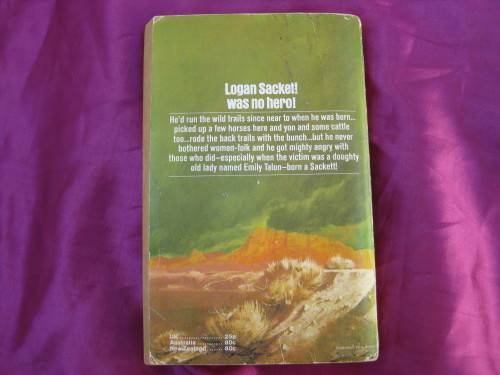 Logan Sacket!
was no hero!
He'd run the wild trails since near to when he was born...
picked up a few horses here and yon and some cattle
too...rode the back trails with the bunch...but he never
bothered women-folk and he got mighty angry with
those who did—especially when the victim was a doughty
old lady named Emily Talon—born a Sackett!
UK .................. 25p
Australia ........... 80c
New Zealand ...... 80c